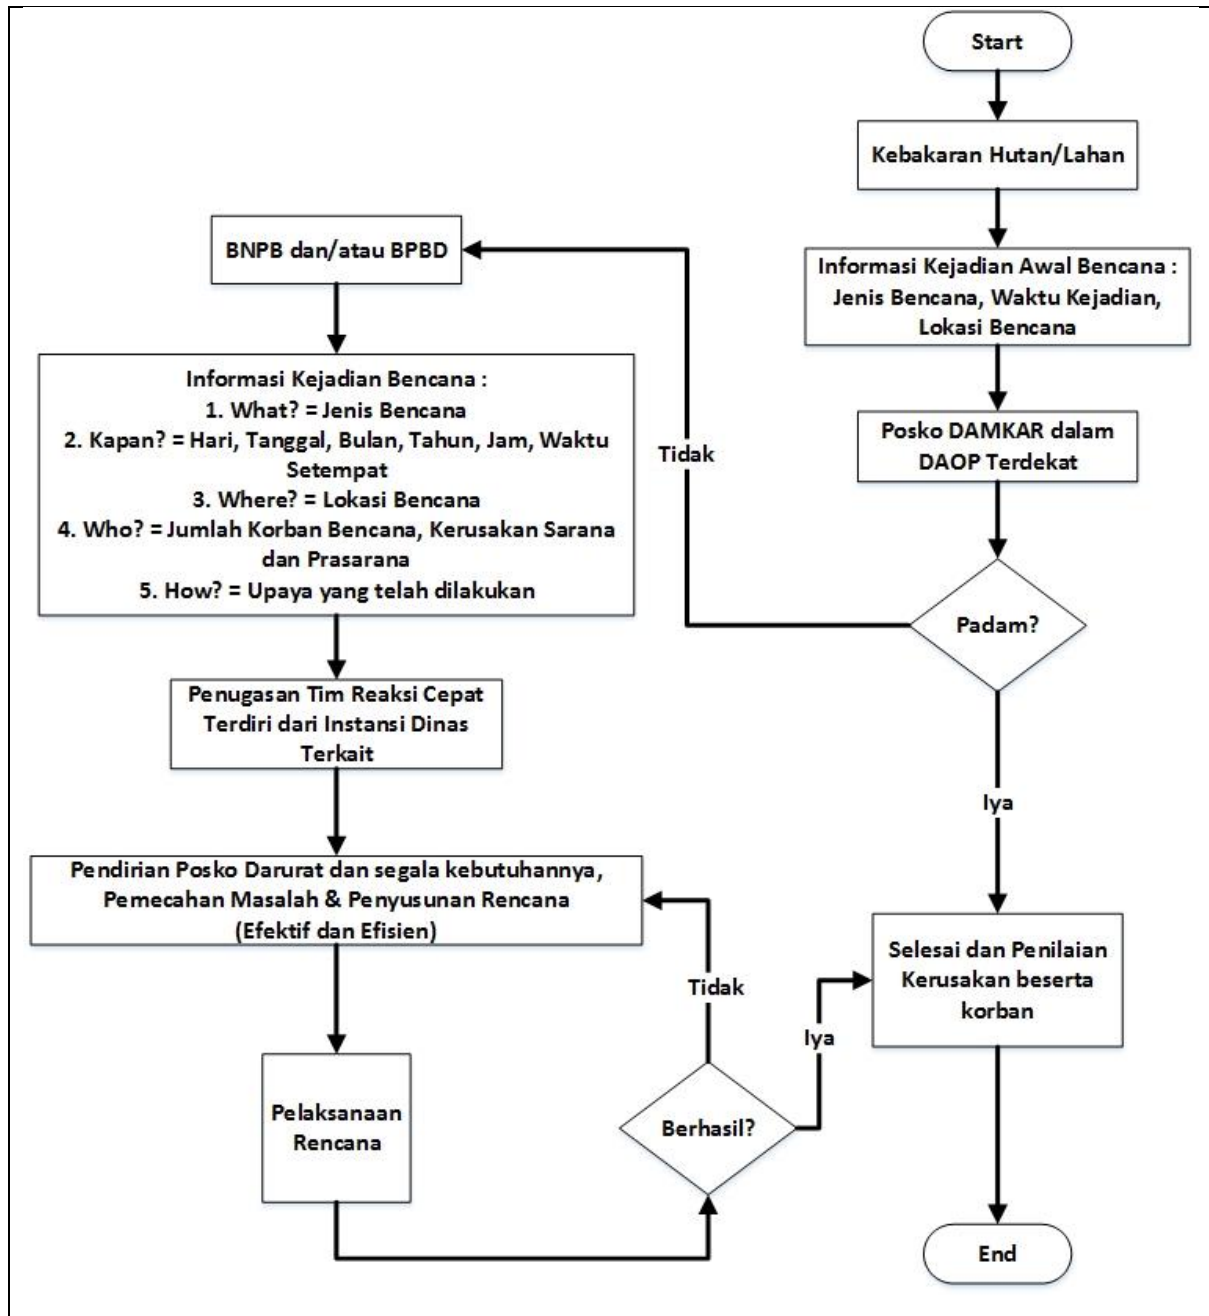 Start
Kebakaran Hutan/Lahan
Informasi Kejadian Awal Bencana :
Jenis Bencana, Waktu Kejadian,
Lokasi Bencana
Posko DAMKAR dalam
DAOP Terdekat
Padam?
Tidak
Iya
BNPB dan/atau BPBD
Informasi Kejadian Bencana :
1. What? = Jenis Bencana
2. Kapan? = Hari, Tanggal, Bulan, Tahun, Jam, Waktu
Setempat
3. Where? = Lokasi Bencana
4. Who? = Jumlah Korban Bencana, Kerusakan Sarana
dan Prasarana
5. How? = Upaya yang telah dilakukan
Penugasan Tim Reaksi Cepat
Terdiri dari Instansi Dinas
Terkait
Pendirian Posko Darurat dan segala kebutuhannya,
Pemecahan Masalah & Penyusunan Rencana
(Efektif dan Efisien)
Pelaksanaan
Rencana
Berhasil?
Tidak
Iya
Selesai dan Penilaian
Kerusakan beserta
korban
End